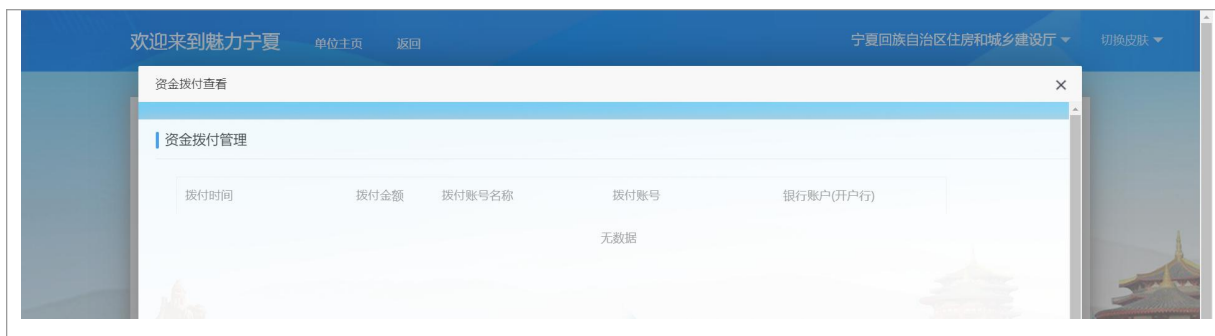 欢迎来到魅力宁夏 单位主页 返回 宁夏回族自治区住房和城乡建设厅 切换皮肤
资金拨付查看
资金拨付管理
拨付时间 拨付金额 拨付账号名称 拨付账号 银行账户(开户行)
无数据